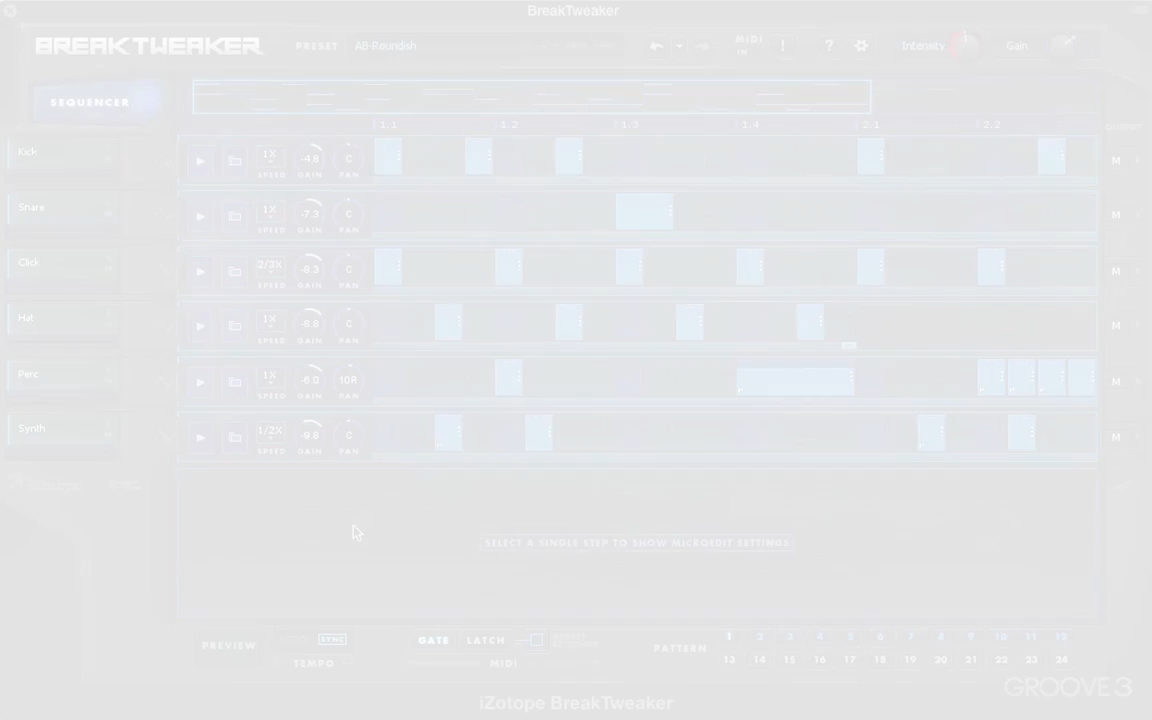 BreakTweaker
BREAKTWEAKER PRESET AB-Roundish MIDI IN ! ? Intensity Gain
SEQUENCER
1.1 1.2 1.3 1.4 2.1 2.2
Kick 1X -4.8 C M
SPEED GAIN PAN
Snare 1X -7.3 C M
SPEED GAIN PAN
Click 2/3X -8.3 C M
SPEED GAIN PAN
Hat 1X -8.8 C M
SPEED GAIN PAN
Perc 1X -6.0 10R M
SPEED GAIN PAN
Synth 1/2X -9.8 C M
SPEED GAIN PAN
iZotope
SELECT A SINGLE STEP TO SHOW MICROEDIT SETTINGS
PREVIEW SYNC GATE LATCH PATTERN 1 2 3 4 5 6 7 8 9 10 11 12
TEMPO MIDI 13 14 15 16 17 18 19 20 21 22 23 24
GROOVE3
iZotope BreakTweaker